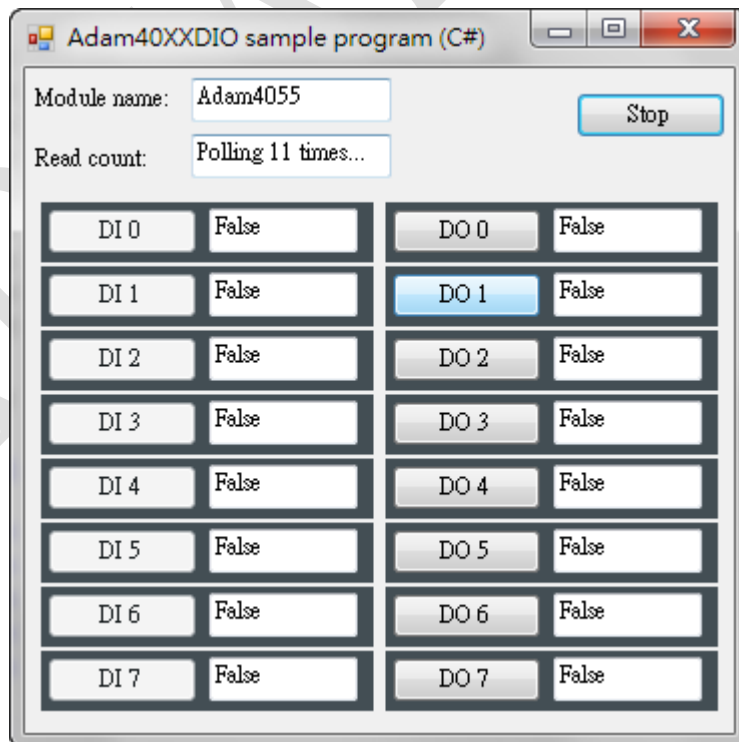 Adam40XXDIO sample program (C#)
Module name: Adam4055
Stop
Read count: Polling 11 times...
DI 0 False DO 0 False
DI 1 False DO 1 False
DI 2 False DO 2 False
DI 3 False DO 3 False
DI 4 False DO 4 False
DI 5 False DO 5 False
DI 6 False DO 6 False
DI 7 False DO 7 False